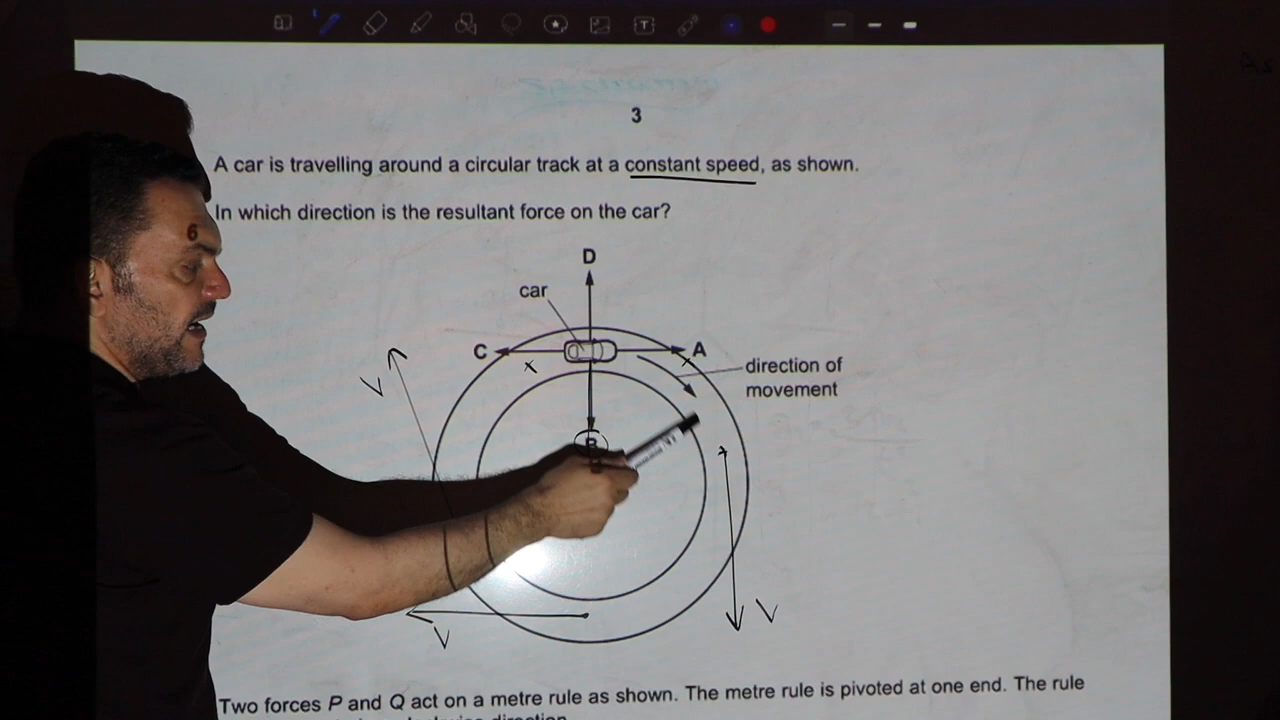 3
A car is travelling around a circular track at a constant speed, as shown.
6
In which direction is the resultant force on the car?
D
car
C
A
direction of
movement
V
B
V
V
Two forces P and Q act on a metre rule as shown. The metre rule is pivoted at one end. The rule
direction.